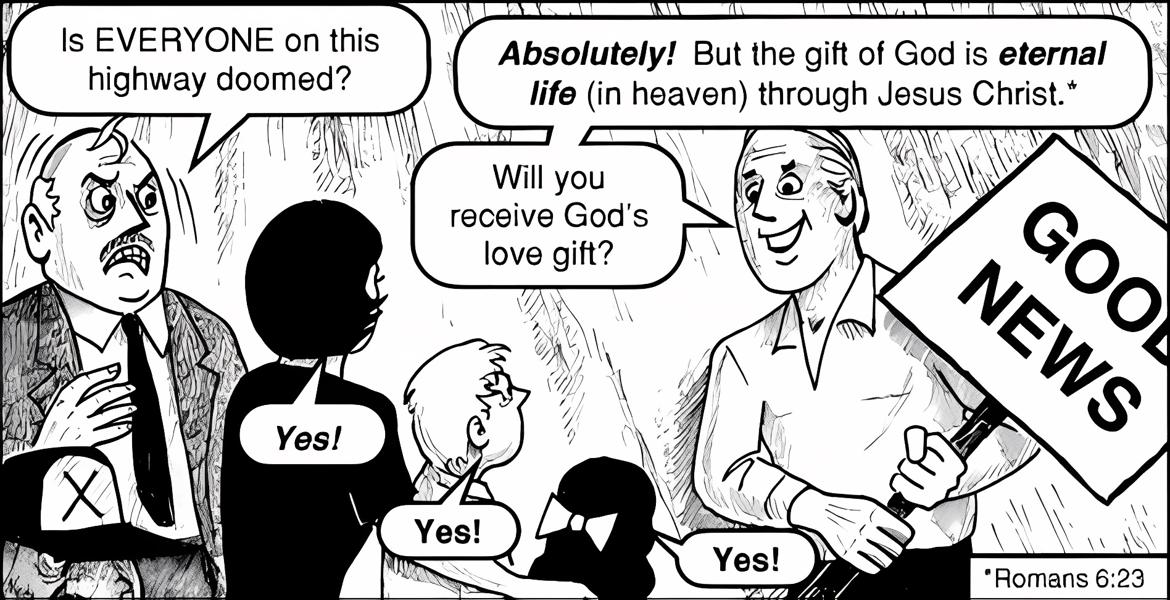 Is EVERYONE on this
highway doomed?
Absolutely! But the gift of God is eternal
life (in heaven) through Jesus Christ.*
Will you
receive God's
love gift?
Yes!
Yes!
Yes!
X
GOOD
NEWS
*Romans 6:23